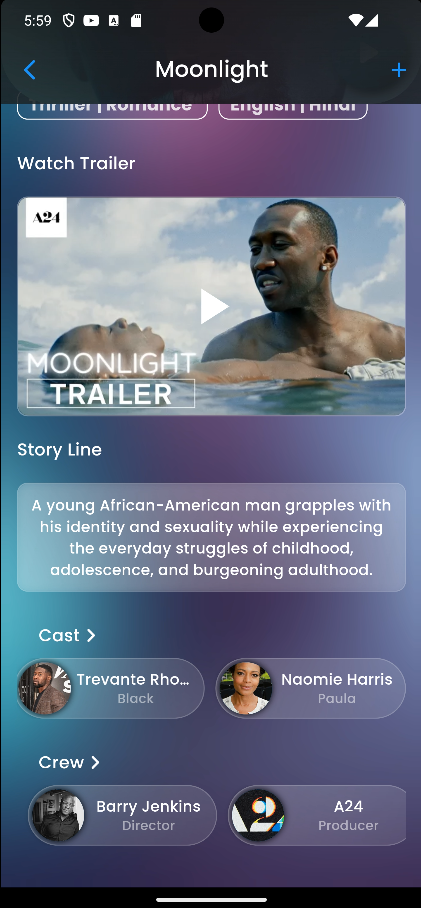 5:59
Moonlight
Thriller | Romance
English | Hindi
Watch Trailer
A24
MOONLIGHT
TRAILER
Story Line
A young African-American man grapples with
his identity and sexuality while experiencing
the everyday struggles of childhood,
adolescence, and burgeoning adulthood.
Cast
Trevante Rho...
Black
Naomie Harris
Paula
Crew
Barry Jenkins
Director
A24
Producer